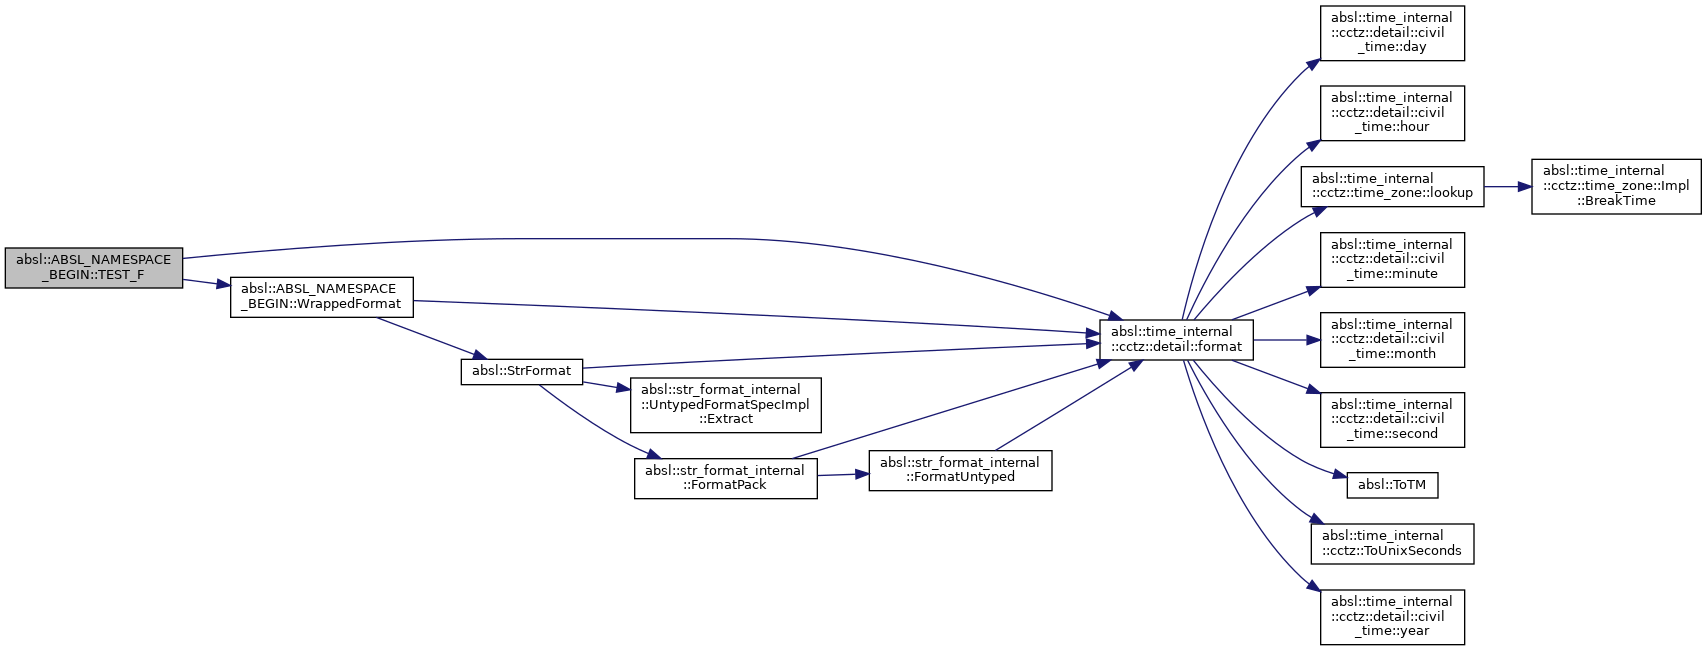 absl::ABSL_NAMESPACE
_BEGIN::TEST_F
absl::ABSL_NAMESPACE
_BEGIN::WrappedFormat
absl::StrFormat
absl::str_format_internal
::UntypedFormatSpecImpl
::Extract
absl::str_format_internal
::FormatPack
absl::str_format_internal
::FormatUntyped
absl::time_internal
::cctz::detail::format
absl::time_internal
::cctz::detail::civil
_time::day
absl::time_internal
::cctz::detail::civil
_time::hour
absl::time_internal
::cctz::time_zone::lookup
absl::time_internal
::cctz::time_zone::Impl
::BreakTime
absl::time_internal
::cctz::detail::civil
_time::minute
absl::time_internal
::cctz::detail::civil
_time::month
absl::time_internal
::cctz::detail::civil
_time::second
absl::ToTM
absl::time_internal
::cctz::ToUnixSeconds
absl::time_internal
::cctz::detail::civil
_time::year